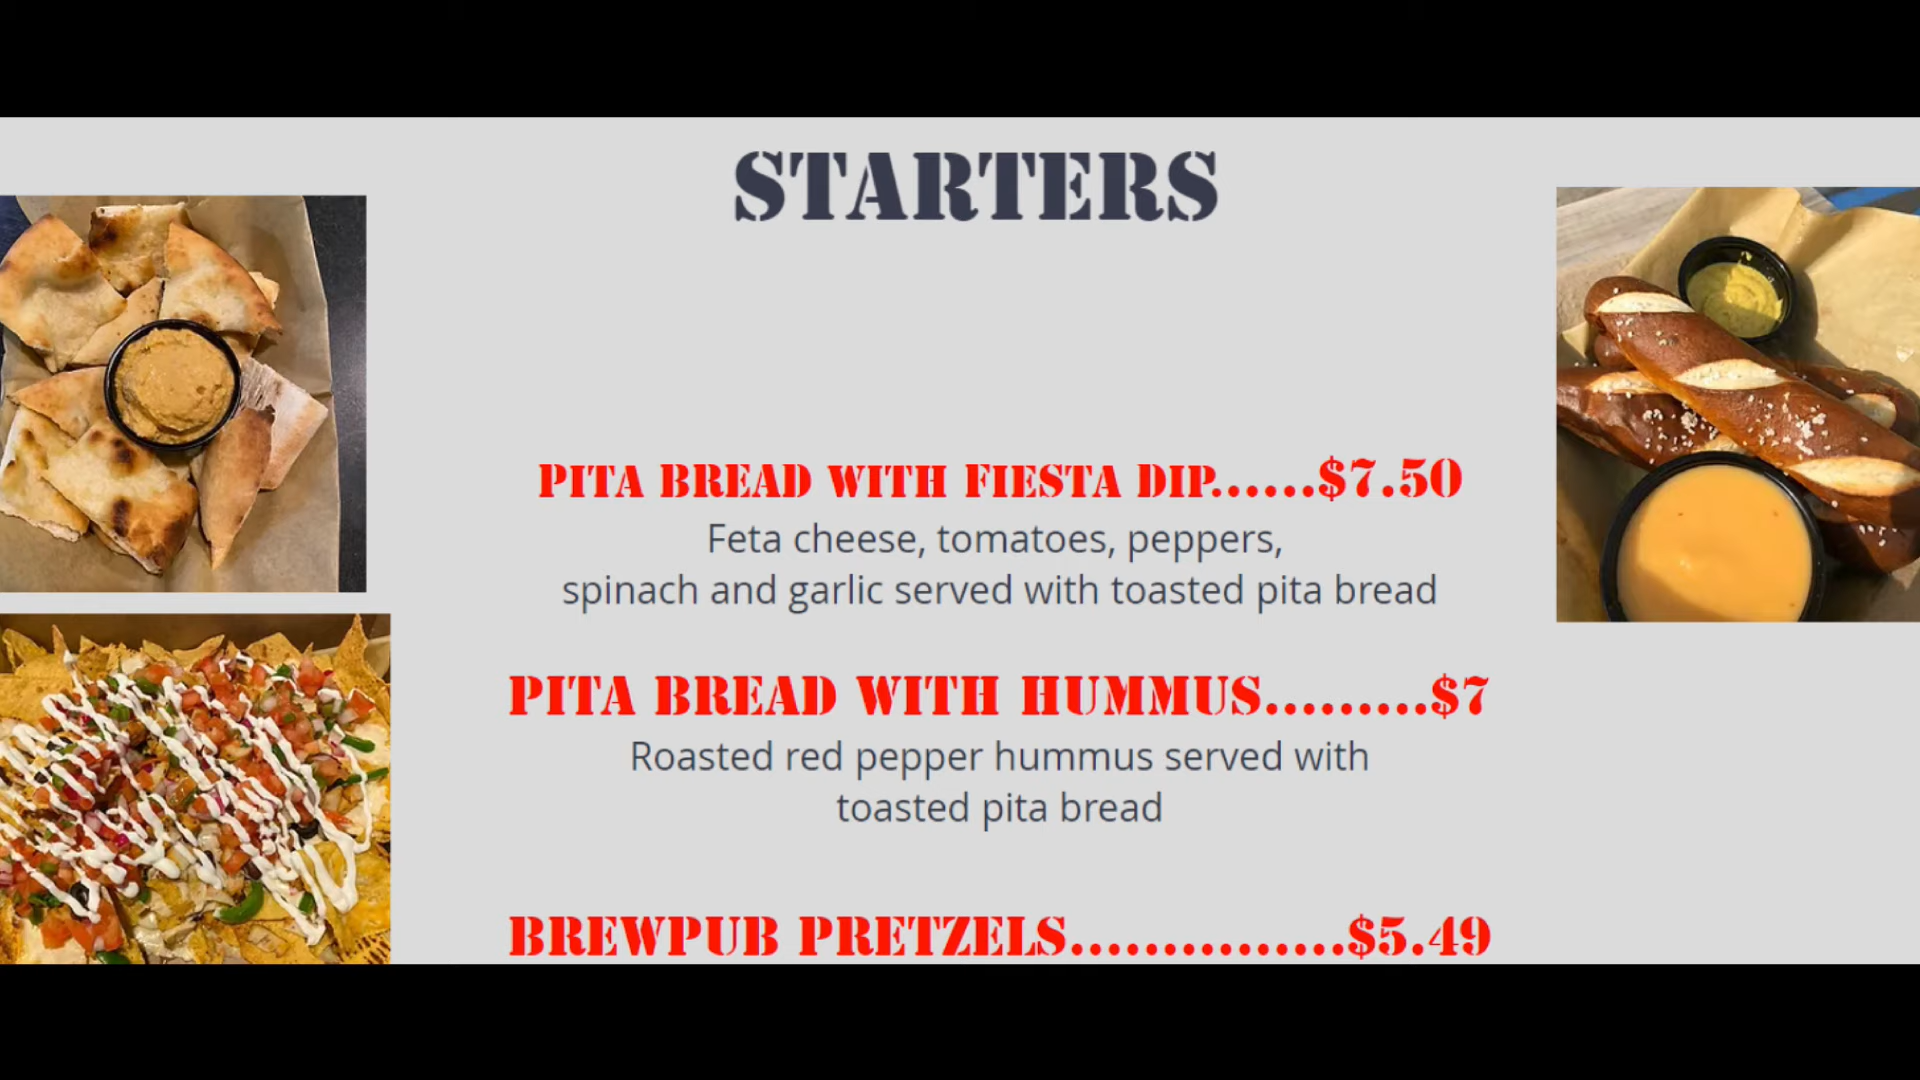 STARTERS
PITA BREAD WITH FIESTA DIP......$7.50
Feta cheese, tomatoes, peppers,
spinach and garlic served with toasted pita bread
PITA BREAD WITH HUMMUS.........$7
Roasted red pepper hummus served with
toasted pita bread
BREWPUB PRETZELS...............$5.49